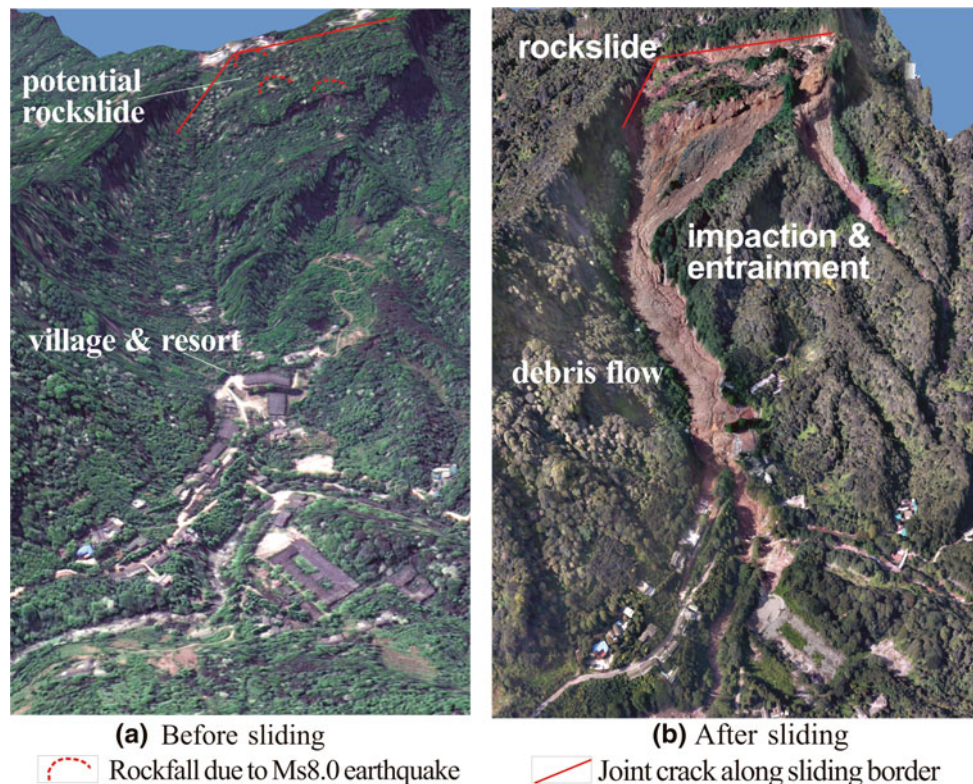 potential
rockslide
village & resort
rockslide
impaction &
entrainment
debris flow
(a) Before sliding
(b) After sliding
Rockfall due to Ms8.0 earthquake
Joint crack along sliding border